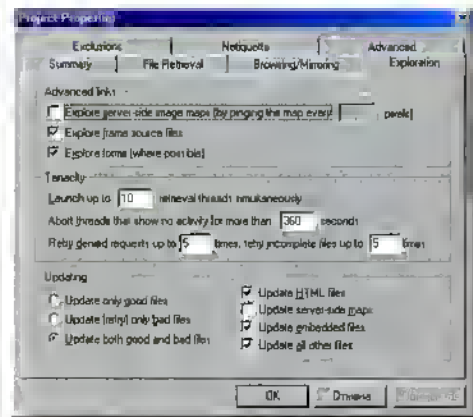 Project Properties
Exclusions Netiquette Advanced
Summary File Retrieval Browsing/Mirroring Exploration
Advanced links
Explore server-side image maps (by pinging the map every pixels)
Explore frame source files
Explore forms (where possible)
Tenacity
Launch up to 10 retrieval threads simultaneously
Abort threads that show no activity for more than 360 seconds
Retry denied requests up to 5 times, retry incomplete files up to 5 times
Updating
Update only good files
Update (retry) only bad files
Update both good and bad files
Update HTML files
Update server-side maps
Update embedded files
Update all other files
OK